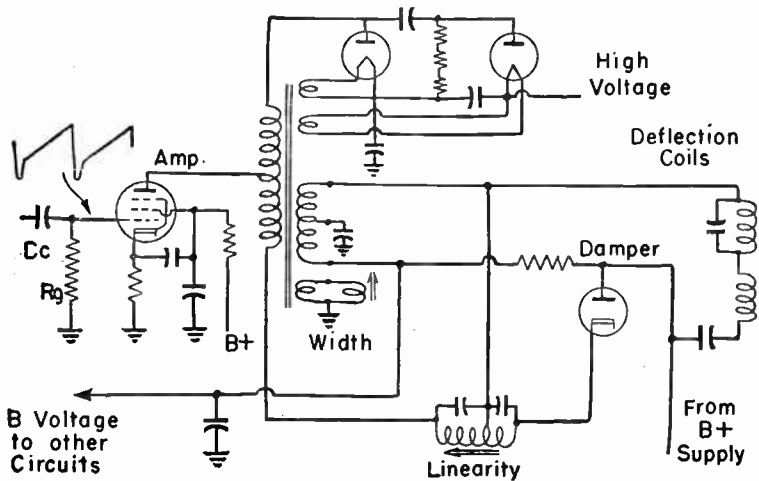 High
Voltage
Deflection
Coils
Amp.
Cc
Rg
B+
Width
Damper
B Voltage
to other
Circuits
Linearity
From
B+
Supply